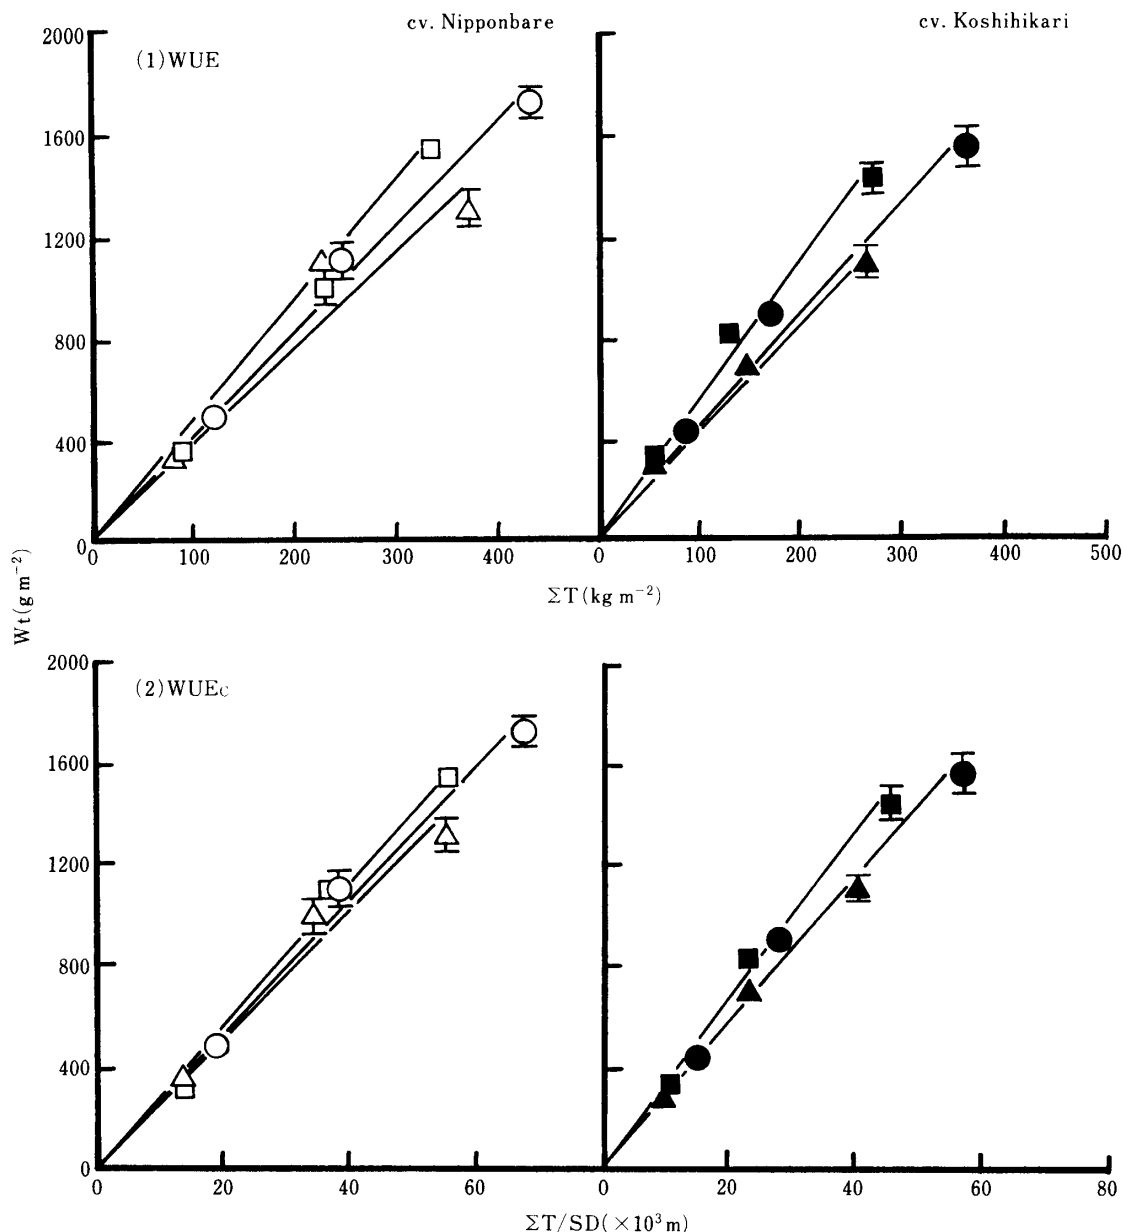 cv. Nipponbare
cv. Koshihikari
(1) WUE
2000
1600
1200
800
400
0
0 100 200 300 400 0 100 200 300 400 500
ΣT (kg m⁻²)
Wt (g m⁻²)
(2) WUEc
2000
1600
1200
800
400
0
0 20 40 60 0 20 40 60 80
ΣT/SD (×10³ m)